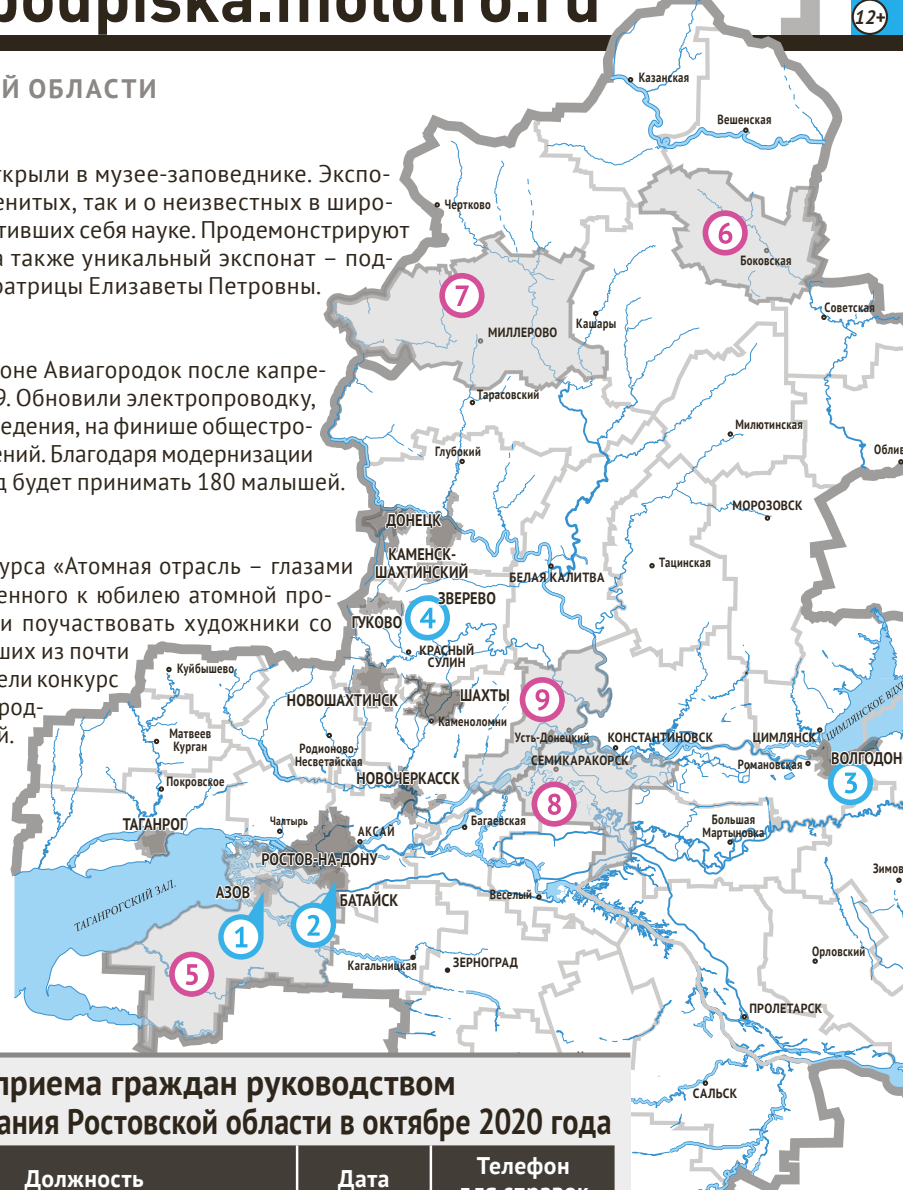 podpiska.molotro.ru
12+
Й ОБЛАСТИ
крыли в музее-заповеднике. Экспо-
енитых, так и о неизвестных в широ-
тивших себя науке. Продемонстрируют
а также уникальный экспонат – под-
ратрицы Елизаветы Петровны.
оне Авиагородок после капре-
9. Обновили электропроводку,
едения, на финише общестро-
ений. Благодаря модернизации
д будет принимать 180 малышей.
урса «Атомная отрасль – глазами
енного к юбилею атомной про-
и поучаствовать художники со
ших из почти
ели конкурс
род-
й.
Казанская
Вешенская
Чертково
6
Боковская
7
Советская
Кашары
МИЛЛЕРОВО
Тарасовский
Милютинская
Глубокий
Облив
МОРОЗОВСК
ДОНЕЦК
КАМЕНСК-
ШАХТИНСКИЙ
БЕЛАЯ КАЛИТВА
Тацинская
ЗВЕРЕВО
4
ГУКОВО
КРАСНЫЙ
СУЛИН
Куйбышево
НОВОШАХТИНСК
ШАХТЫ
9
ЦИМЛЯНСКОЕ ВДХ
Каменоломни
Матвеев
Курган
Родионово-
Несветайская
Усть-Донецкий
КОНСТАНТИНОВСК
ЦИМЛЯНСК
СЕМИКАРАКОРСК
Романовская
ВОЛГОДОН
3
Покровское
НОВОЧЕРКАССК
8
ТАГАНРОГ
Чалтырь
АКСАЙ
Багаевская
Большая
Мартыновка
РОСТОВ-НА-ДОНУ
Зимов
АЗОВ
БАТАЙСК
Веселый
ТАГАНРОГСКИЙ ЗАЛ.
1
2
5
Кагальницкая
ЗЕРНОГРАД
Орловский
ПРОЛЕТАРСК
САЛЬСК
приема граждан руководством
ания Ростовской области в октябре 2020 года
Должность
Дата
Телефон
для справок